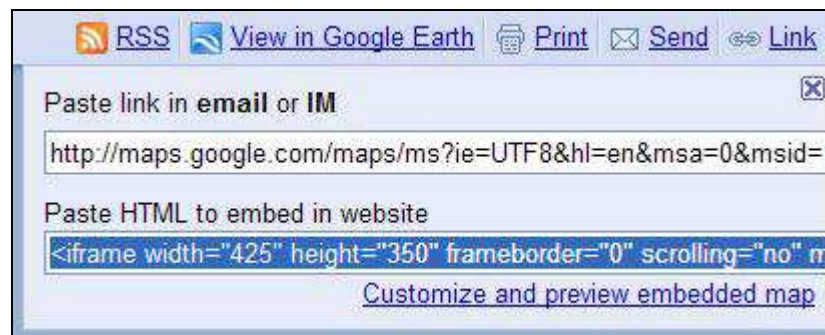 RSS View in Google Earth Print Send Link
Paste link in email or IM
http://maps.google.com/maps/ms?ie=UTF8&hl=en&msa=0&msid=
Paste HTML to embed in website
<iframe width="425" height="350" frameborder="0" scrolling="no" m
Customize and preview embedded map